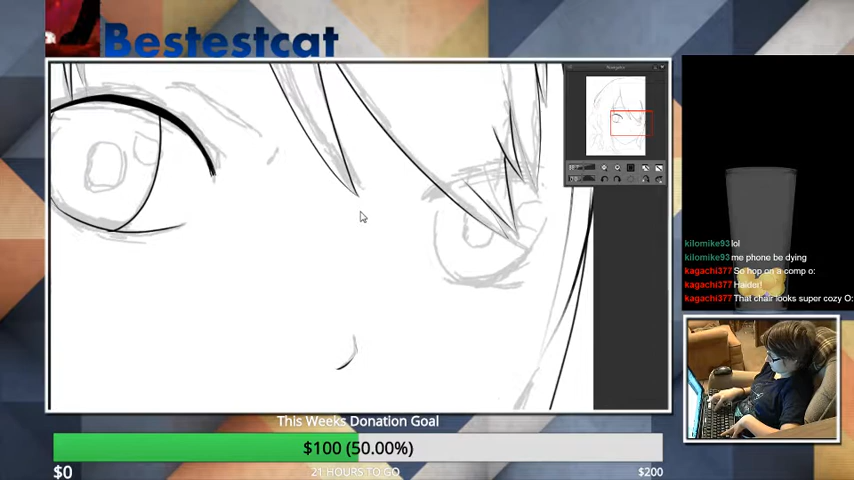 Bestestcat
Navigator
kilomike93 lol
kilomike93 me phone be dying
kagachi377 So hop on a comp o:
kagachi377 Haider!
kagachi377 That chair looks super cozy O:
This Weeks Donation Goal
$100 (50.00%)
$0
21 HOURS TO GO
$200